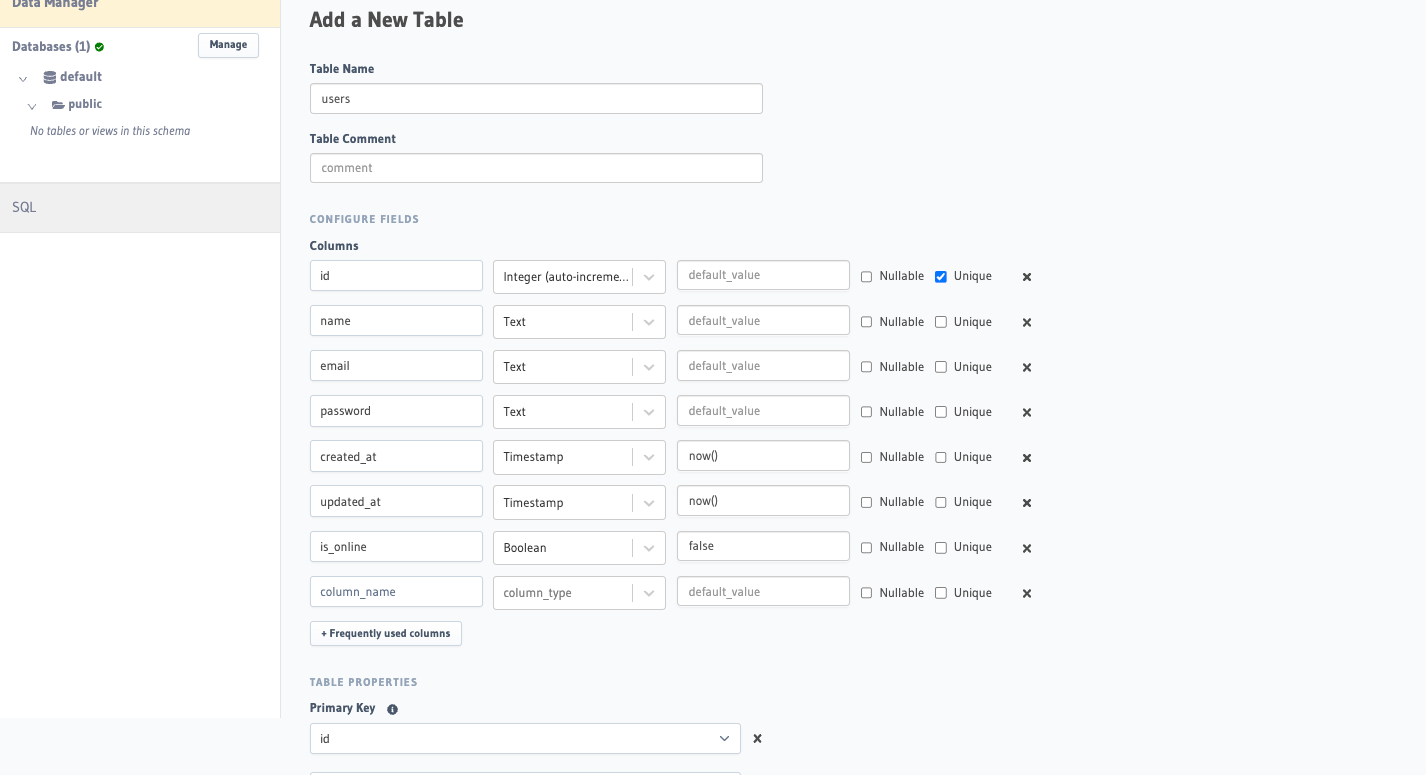 Data Manager
Databases (1)
Manage
default
public
No tables or views in this schema
SQL
Add a New Table
Table Name
users
Table Comment
comment
CONFIGURE FIELDS
Columns
id Integer (auto-increme... default_value Nullable Unique
name Text default_value Nullable Unique
email Text default_value Nullable Unique
password Text default_value Nullable Unique
created_at Timestamp now() Nullable Unique
updated_at Timestamp now() Nullable Unique
is_online Boolean false Nullable Unique
column_name column_type default_value Nullable Unique
+ Frequently used columns
TABLE PROPERTIES
Primary Key
id